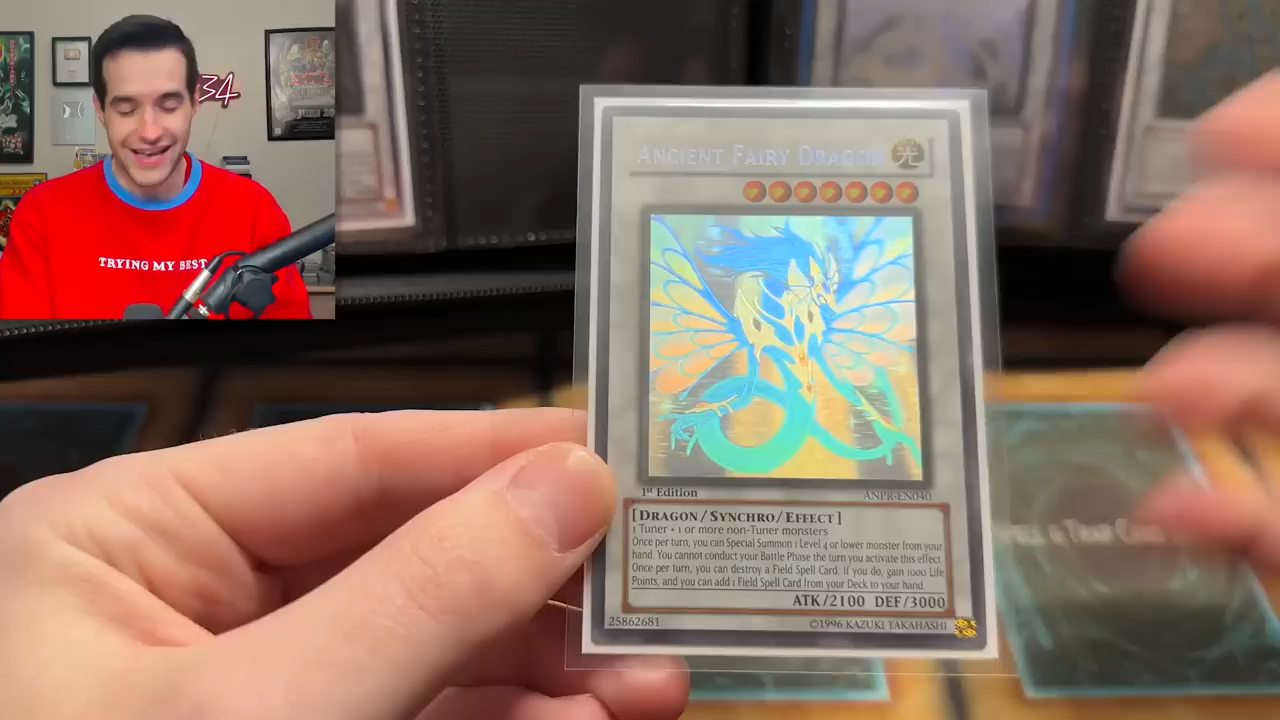 34
TRYING MY BEST
ANCIENT FAIRY DRAGON 光
1st Edition
ANPR-EN040
[DRAGON/SYNCHRO/EFFECT]
1 Tuner + 1 or more non-Tuner monsters
Once per turn, you can Special Summon 1 Level 4 or lower monster from your
hand. You cannot conduct your Battle Phase the turn you activate this effect.
Once per turn, you can destroy a Field Spell Card. If you do, gain 1000 Life
Points, and you can add 1 Field Spell Card from your Deck to your hand.
ATK/2100 DEF/3000
25862681
©1996 KAZUKI TAKAHASHI
SPELL & TRAP CARD